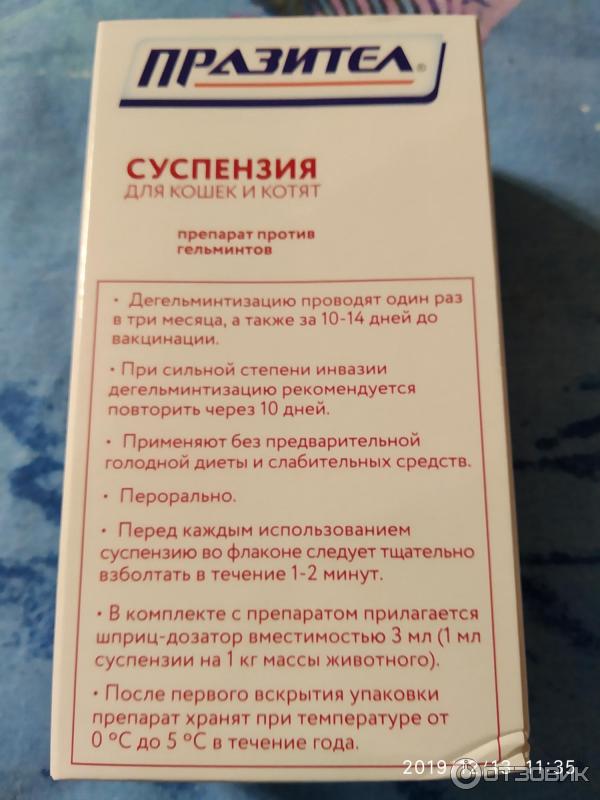 ПРАЗИТЕЛ®
СУСПЕНЗИЯ
ДЛЯ КОШЕК И КОТЯТ
препарат против
гельминтов
• Дегельминтизацию проводят один раз
в три месяца, а также за 10-14 дней до
вакцинации.
• При сильной степени инвазии
дегельминтизацию рекомендуется
повторить через 10 дней.
• Применяют без предварительной
голодной диеты и слабительных средств.
• Перорально.
• Перед каждым использованием
суспензию во флаконе следует тщательно
взболтать в течение 1-2 минут.
• В комплекте с препаратом прилагается
шприц-дозатор вместимостью 3 мл (1 мл
суспензии на 1 кг массы животного).
• После первого вскрытия упаковки
препарат хранят при температуре от
0 °С до 5 °С в течение года.
2019/12/13 11:35
ОТЗОВИК